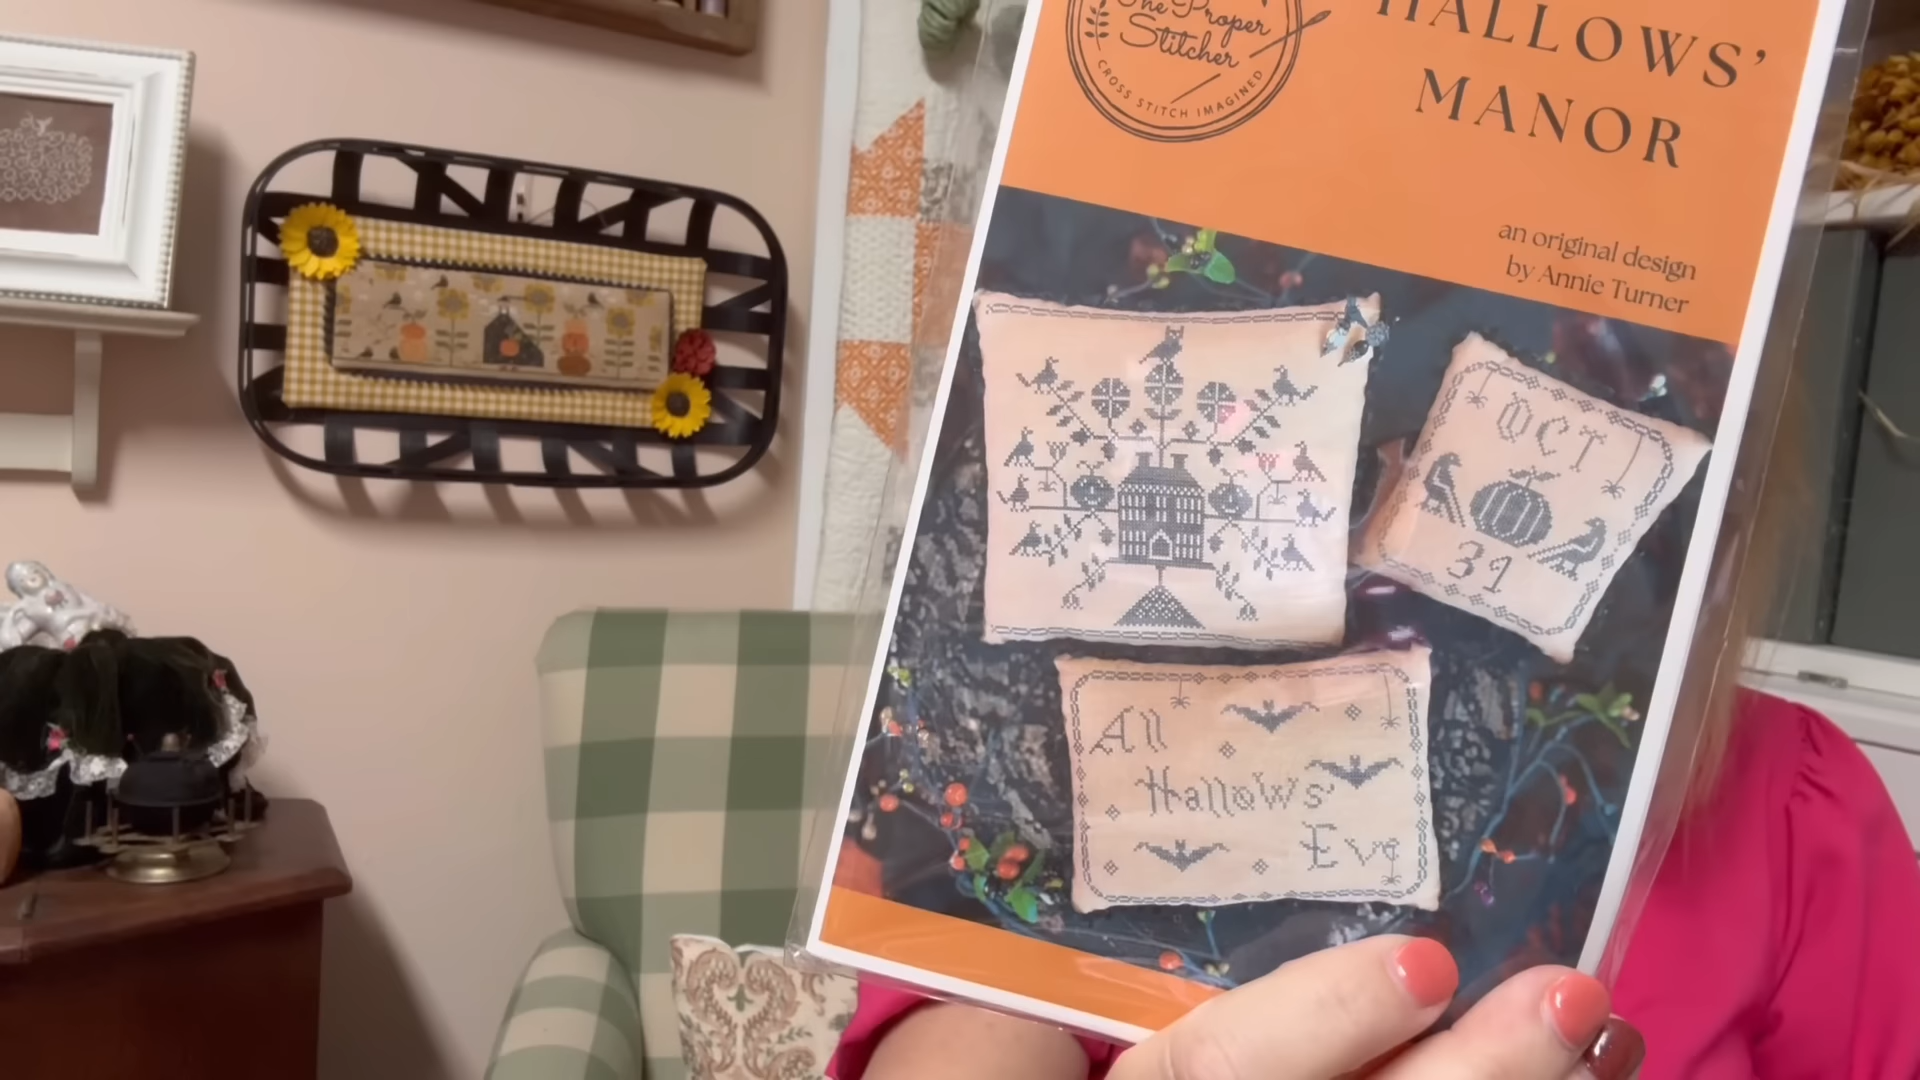 The Proper
Stitcher
CROSS STITCH IMAGINED
HALLOWS'
MANOR
an original design
by Annie Turner
OCT
31
All
Hallows'
Eve